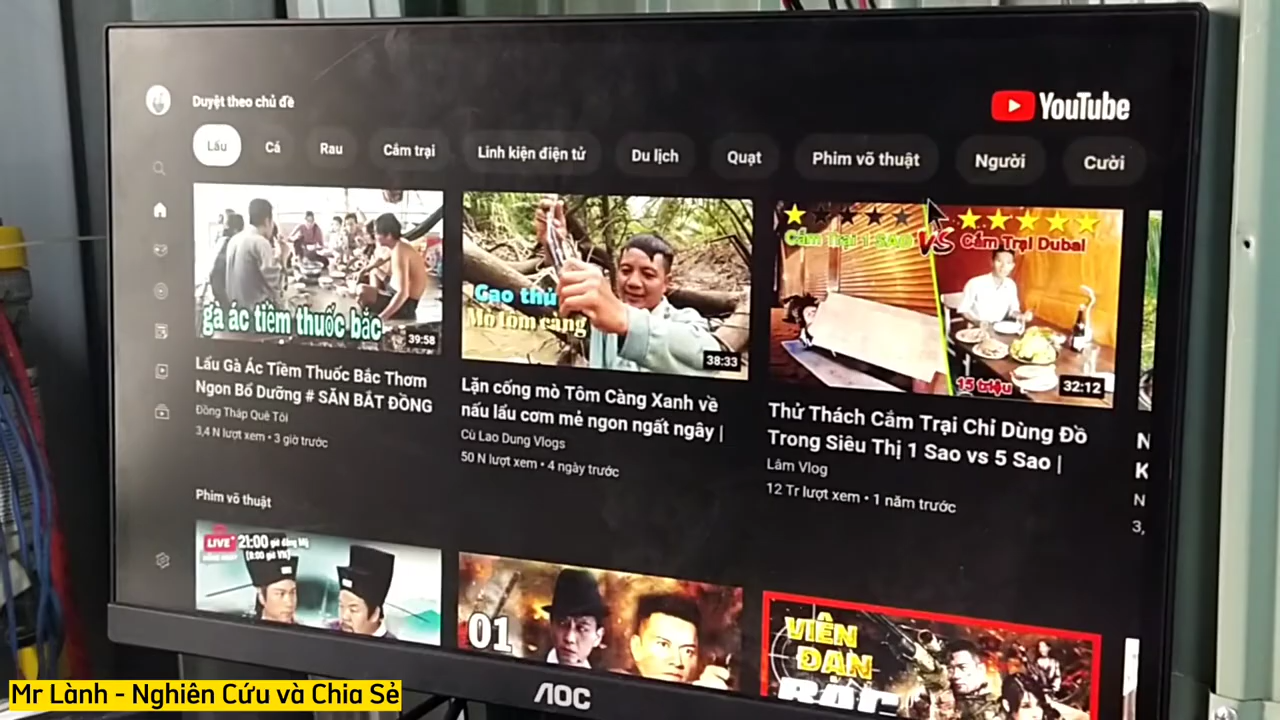 Duyệt theo chủ đề
YouTube
Lẩu
Cá
Rau
Cắm trại
Linh kiện điện tử
Du lịch
Quạt
Phim võ thuật
Người
Cười
gà ác tiềm thuốc bắc
39:58
Gạo thử
Mò tôm càng
38:33
Cắm Trại 1 SAO VS Cắm Trại Dubai
15 triệu
32:12
Lẩu Gà Ác Tiềm Thuốc Bắc Thơm
Ngon Bổ Dưỡng # SĂN BẮT ĐỒNG
Đồng Tháp Quê Tôi
3,4 N lượt xem • 3 giờ trước
Lặn cống mò Tôm Càng Xanh về
nấu lẩu cơm mẻ ngon ngất ngây |
Cù Lao Dung Vlogs
50 N lượt xem • 4 ngày trước
Thử Thách Cắm Trại Chỉ Dùng Đồ
Trong Siêu Thị 1 Sao vs 5 Sao |
Lâm Vlog
12 Tr lượt xem • 1 năm trước
N
K
N
3,
Phim võ thuật
LIVE 21:00
01
VIÊN
ĐẠN
BẠC
AOC
Mr Lành - Nghiên Cứu và Chia Sẻ